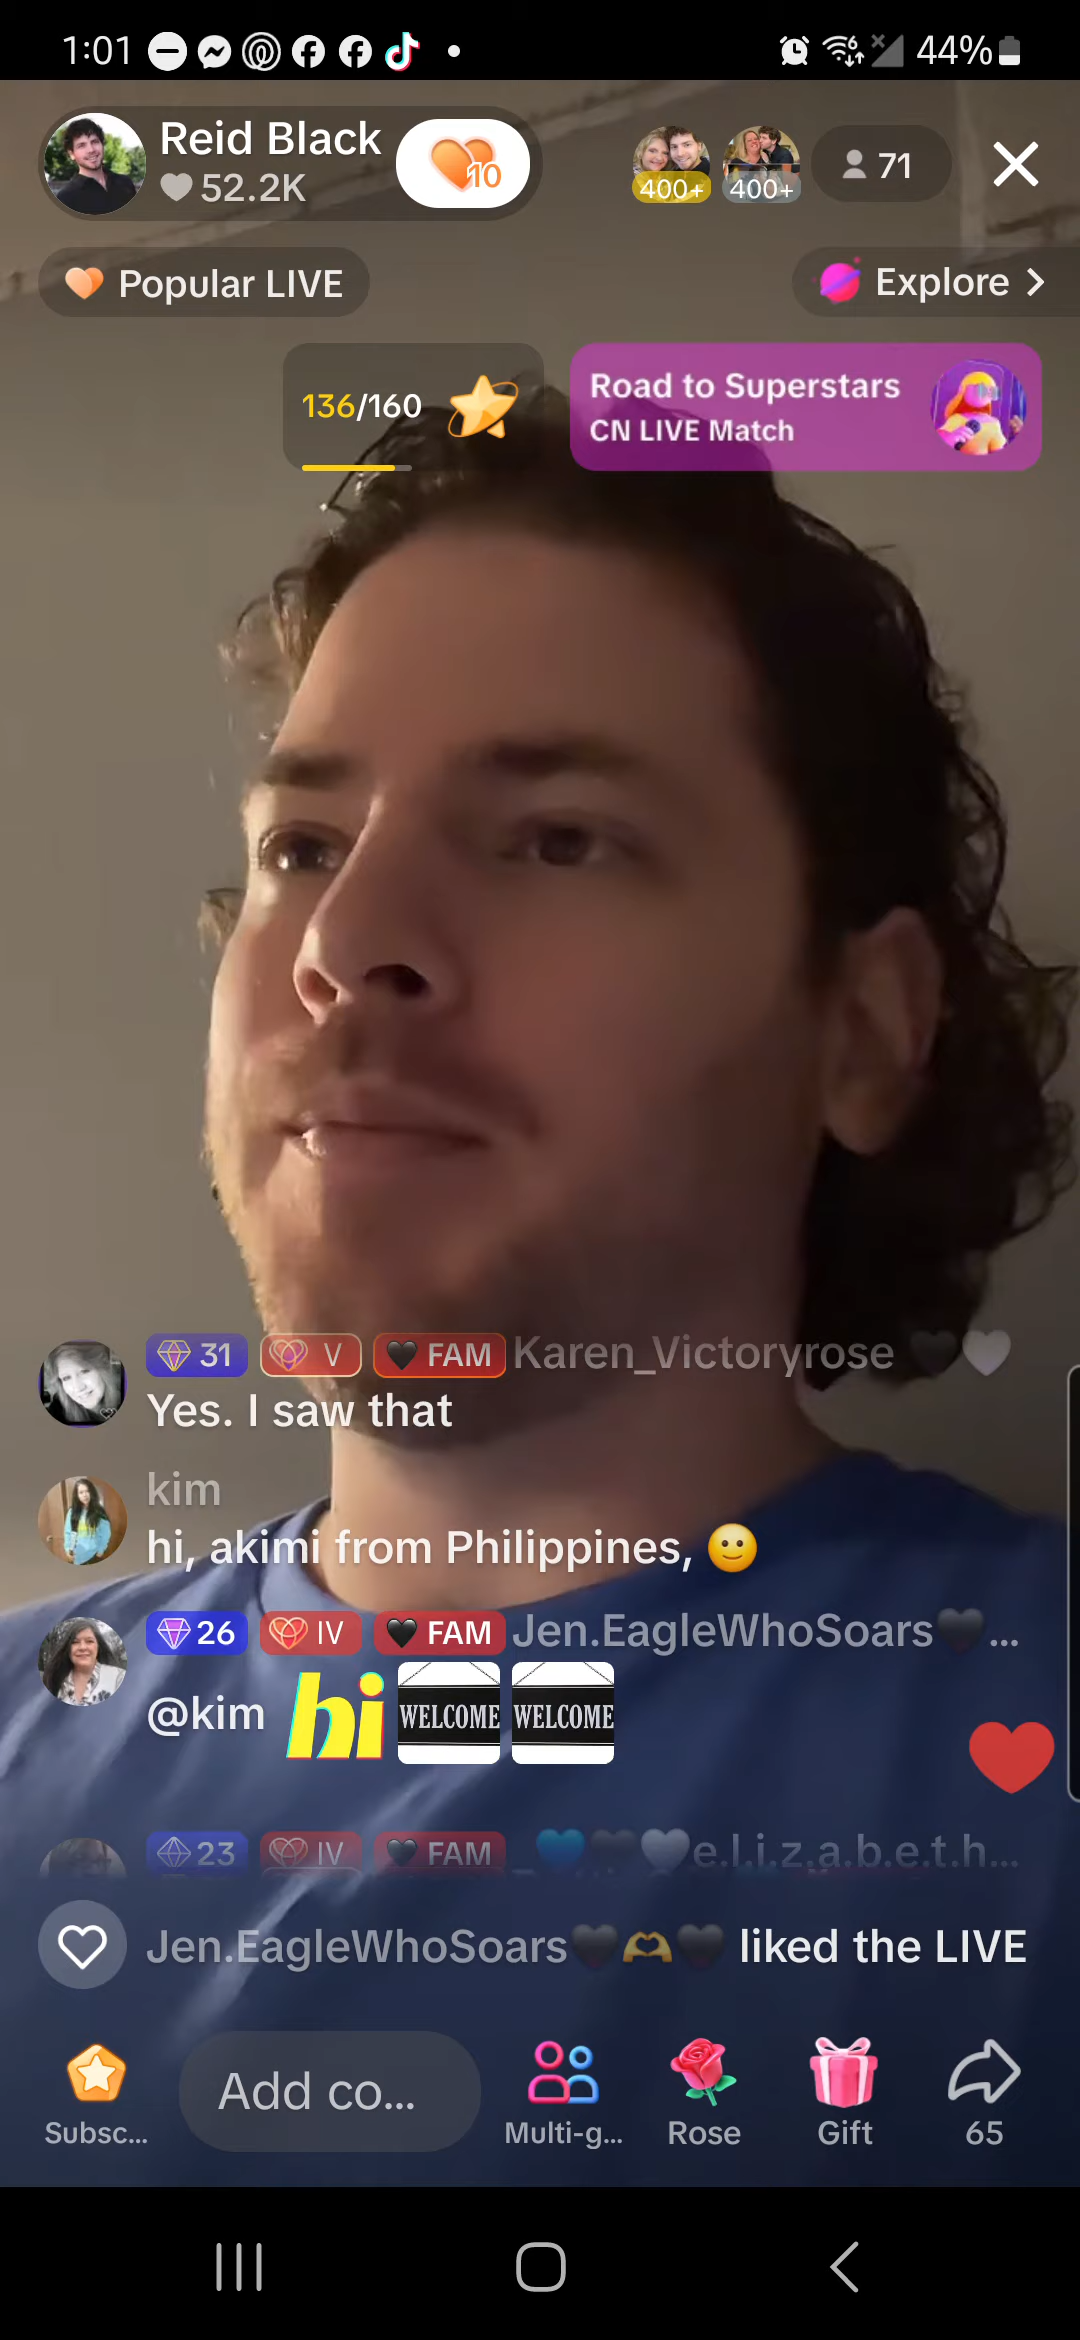 1:01
44%
Reid Black
52.2K
10
400+
400+
71
Popular LIVE
Explore
136/160
Road to Superstars
CN LIVE Match
31 V FAM Karen_Victoryrose
Yes. I saw that
kim
hi, akimi from Philippines,
26 IV FAM Jen.EagleWhoSoars...
@kim hi WELCOME WELCOME
23 IV FAM e.l.i.z.a.b.e.t.h...
Jen.EagleWhoSoars liked the LIVE
Add co...
Subsc...
Multi-g...
Rose
Gift
65